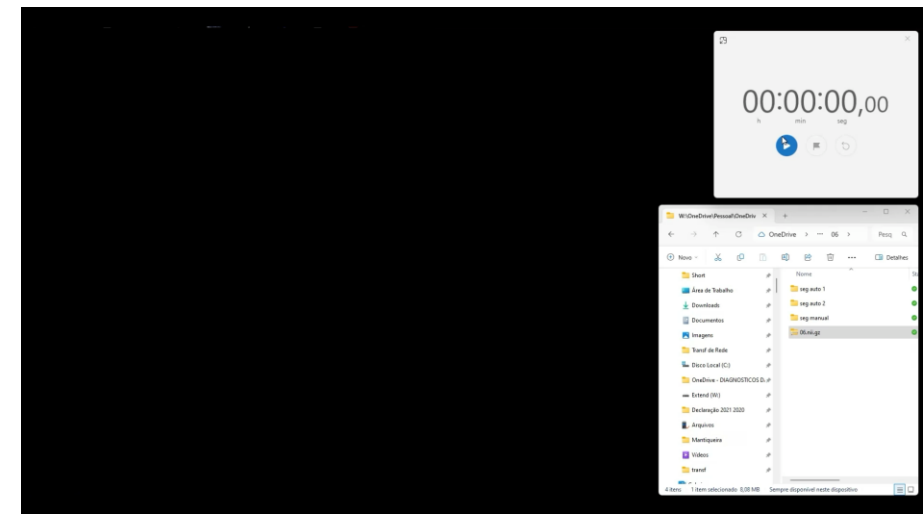 00:00:00,00
h min seg
W:\OneDrive\Pessoal\OneDriv
OneDrive > ... 06 > Pesq
Novo Detalhes
Nome
Short
Área de Trabalho
Downloads
Documentos
Imagens
Transf de Rede
Disco Local (C:)
OneDrive - DIAGNOSTICOS D
Extend (W:)
Declaração 2021 2020
Arquivos
Mantiqueira
Vídeos
transf
seg auto 1
seg auto 2
seg manual
06.nii.gz
4 itens 1 item selecionado 8,08 MB Sempre disponível neste dispositivo